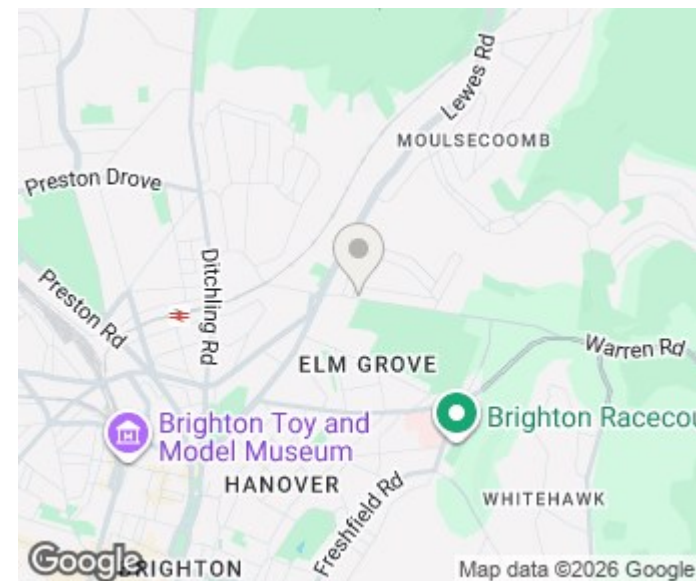 Lewes Rd
MOULSECOOMB
Preston Drove
Ditchling Rd
Preston Rd
Warren Rd
ELM GROVE
Brighton Toy and
Model Museum
Brighton Racecou
HANOVER
Freshfield Rd
WHITEHAWK
Google
BRIGHTON
Map data ©2026 Google